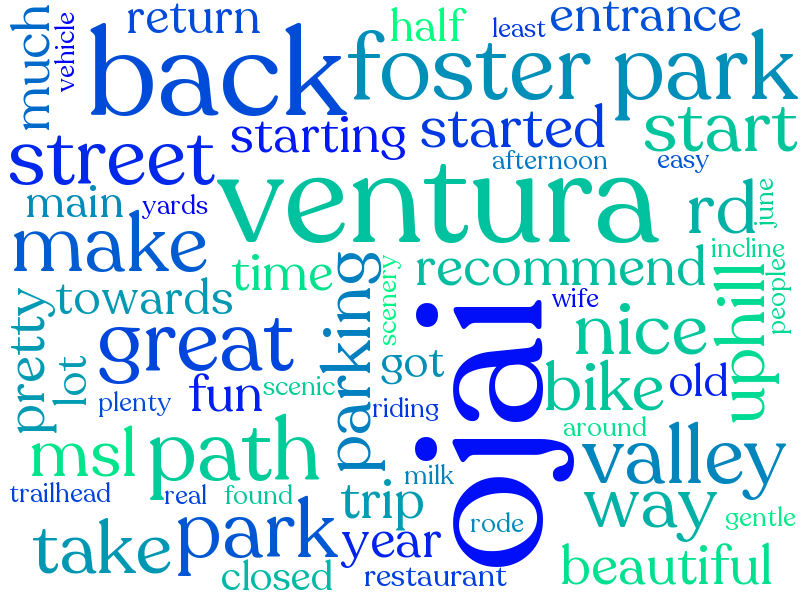 return
half
least
entrance
much
vehicle
back
foster park
street
starting
started
start
afternoon
easy
main
yards
ventura
rd
june
make
time
recommend
incline
towards
parking
scenery
uphill
people
pretty
lot
great
got
ojai
wife
nice
plenty
fun
scenic
riding
bike
old
around
msl
path
milk
valley
trailhead
real
found
trip
rode
way
gentle
take
park
year
closed
restaurant
beautiful